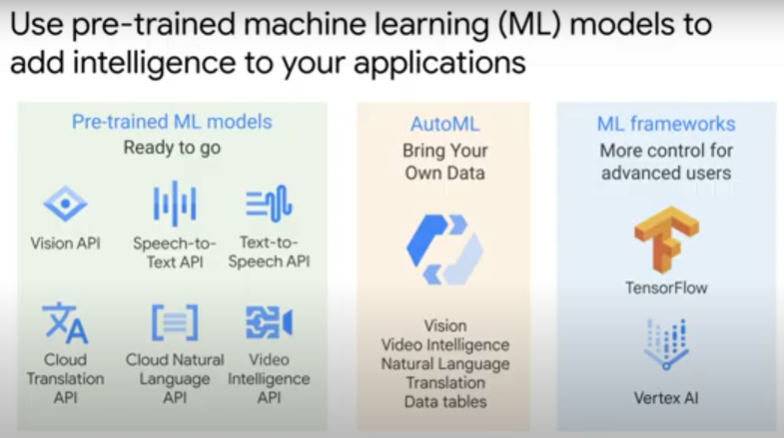 Use pre-trained machine learning (ML) models to
add intelligence to your applications
Pre-trained ML models
Ready to go
Vision API
Speech-to-
Text API
Text-to-
Speech API
Cloud
Translation
API
Cloud Natural
Language
API
Video
Intelligence
API
AutoML
Bring Your
Own Data
Vision
Video Intelligence
Natural Language
Translation
Data tables
ML frameworks
More control for
advanced users
TensorFlow
Vertex AI